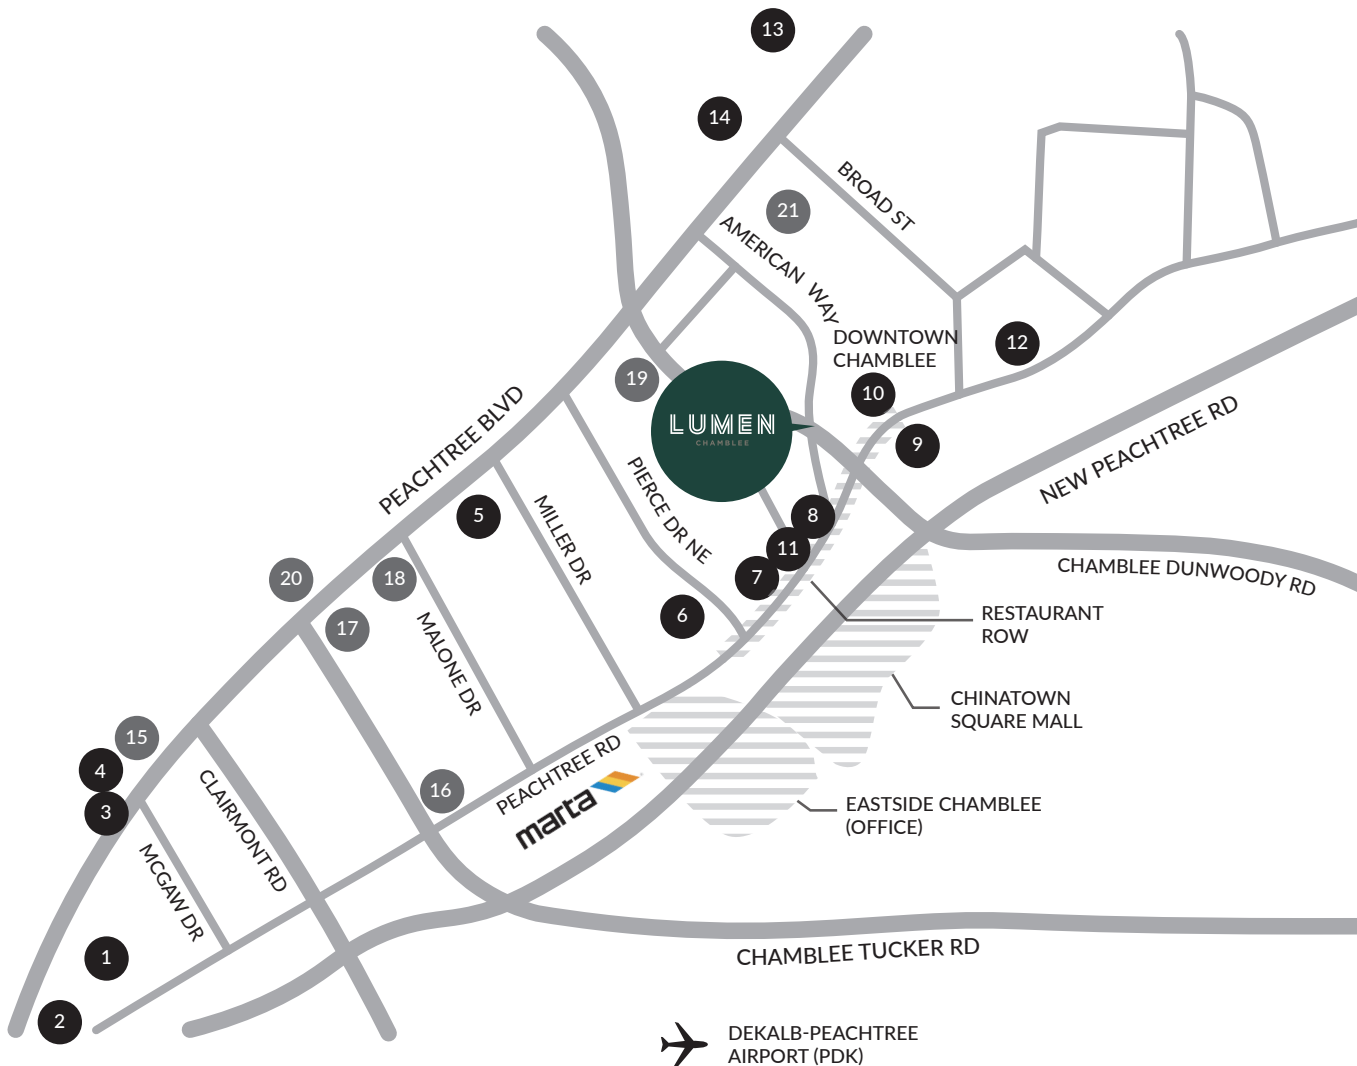 13
14
BROAD ST
21
AMERICAN WAY
DOWNTOWN
CHAMBLEE
12
19
10
LUMEN
CHAMBLEE
9
PEACHTREE BLVD
NEW PEACHTREE RD
PIERCE DR NE
5
MILLER DR
8
11
7
20
18
CHAMBLEE DUNWOODY RD
6
17
MALONE DR
RESTAURANT
ROW
CHINATOWN
SQUARE MALL
15
4
3
CLAIRMONT RD
16
PEACHTREE RD
marta
EASTSIDE CHAMBLEE
(OFFICE)
MCGAW DR
1
CHAMBLEE TUCKER RD
2
DEKALB-PEACHTREE
AIRPORT (PDK)